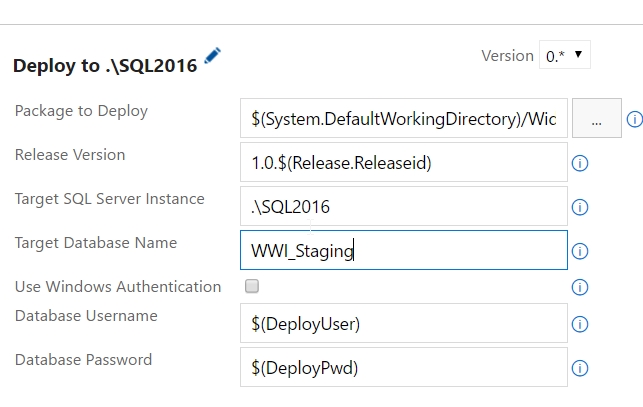 Version 0.*
Deploy to .\SQL2016
Package to Deploy $(System.DefaultWorkingDirectory)/Wid ...
Release Version 1.0.$(Release.Releaseid)
Target SQL Server Instance .\SQL2016
Target Database Name WWI_Staging
Use Windows Authentication
Database Username $(DeployUser)
Database Password $(DeployPwd)